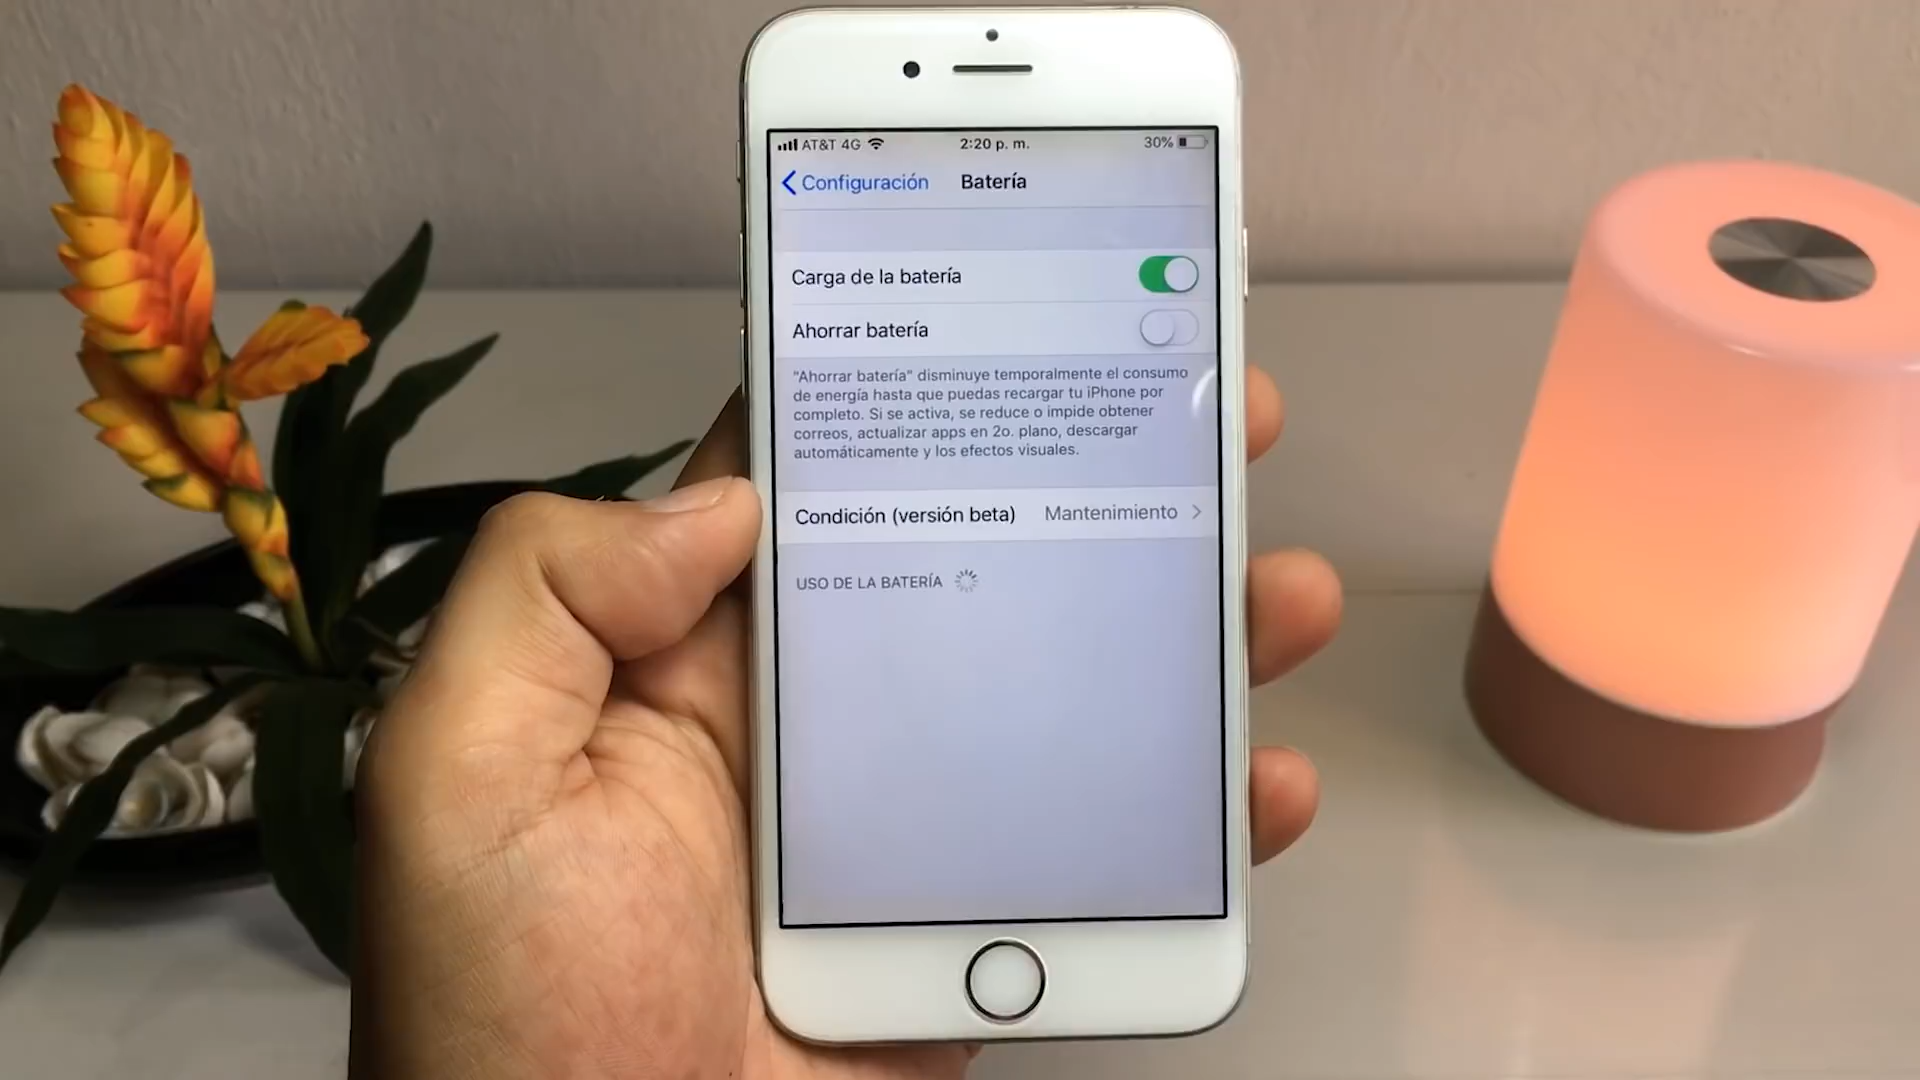 AT&T 4G 2:20 p. m. 30%
Configuración Batería
Carga de la batería
Ahorrar batería
"Ahorrar batería" disminuye temporalmente el consumo
de energía hasta que puedas recargar tu iPhone por
completo. Si se activa, se reduce o impide obtener
correos, actualizar apps en 2o. plano, descargar
automáticamente y los efectos visuales.
Condición (versión beta) Mantenimiento
USO DE LA BATERÍA